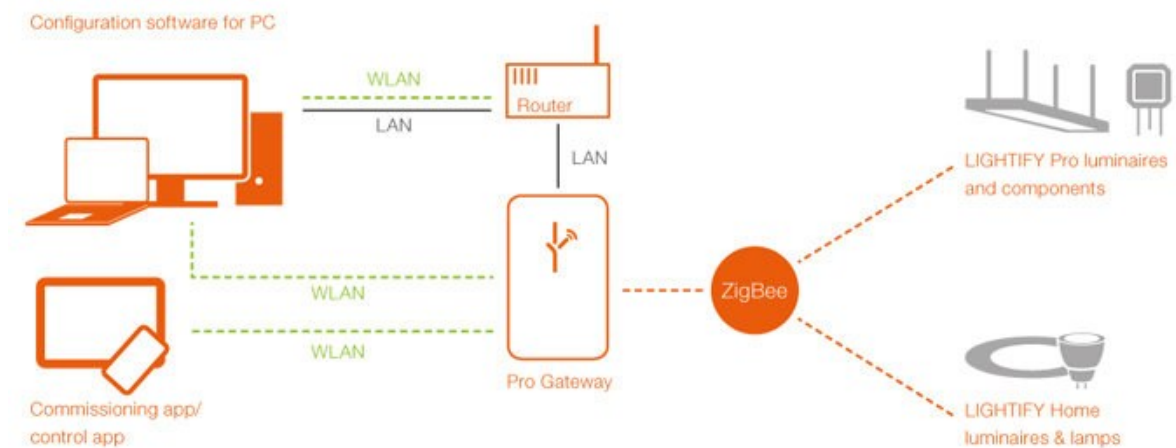 Configuration software for PC
WLAN
LAN
Router
LAN
LIGHTIFY Pro luminaires
and components
WLAN
ZigBee
WLAN
Pro Gateway
Commissioning app/
control app
LIGHTIFY Home
luminaires & lamps